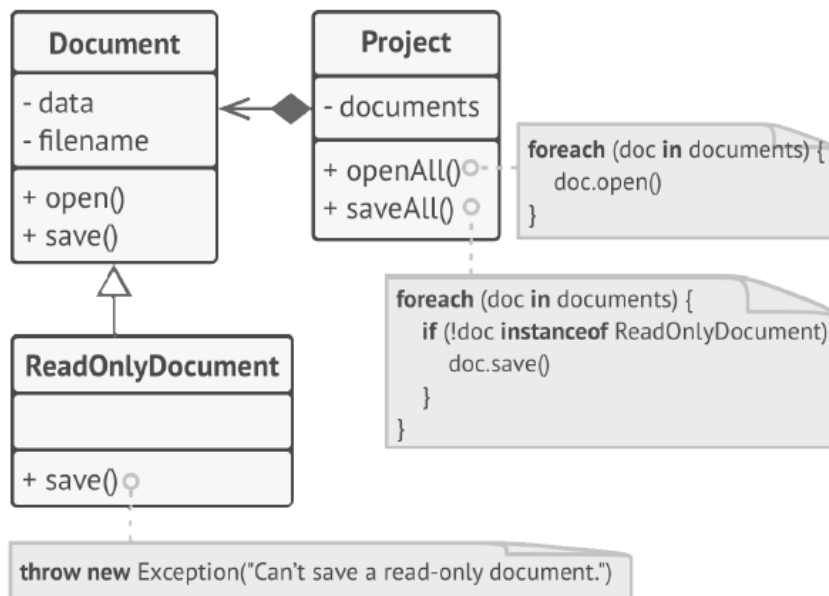 Document
- data
- filename
+ open()
+ save()
Project
- documents
+ openAll()
+ saveAll()
foreach (doc in documents) {
doc.open()
}
foreach (doc in documents) {
if (!doc instanceof ReadOnlyDocument)
doc.save()
}
}
ReadOnlyDocument
+ save()
throw new Exception("Can't save a read-only document.")